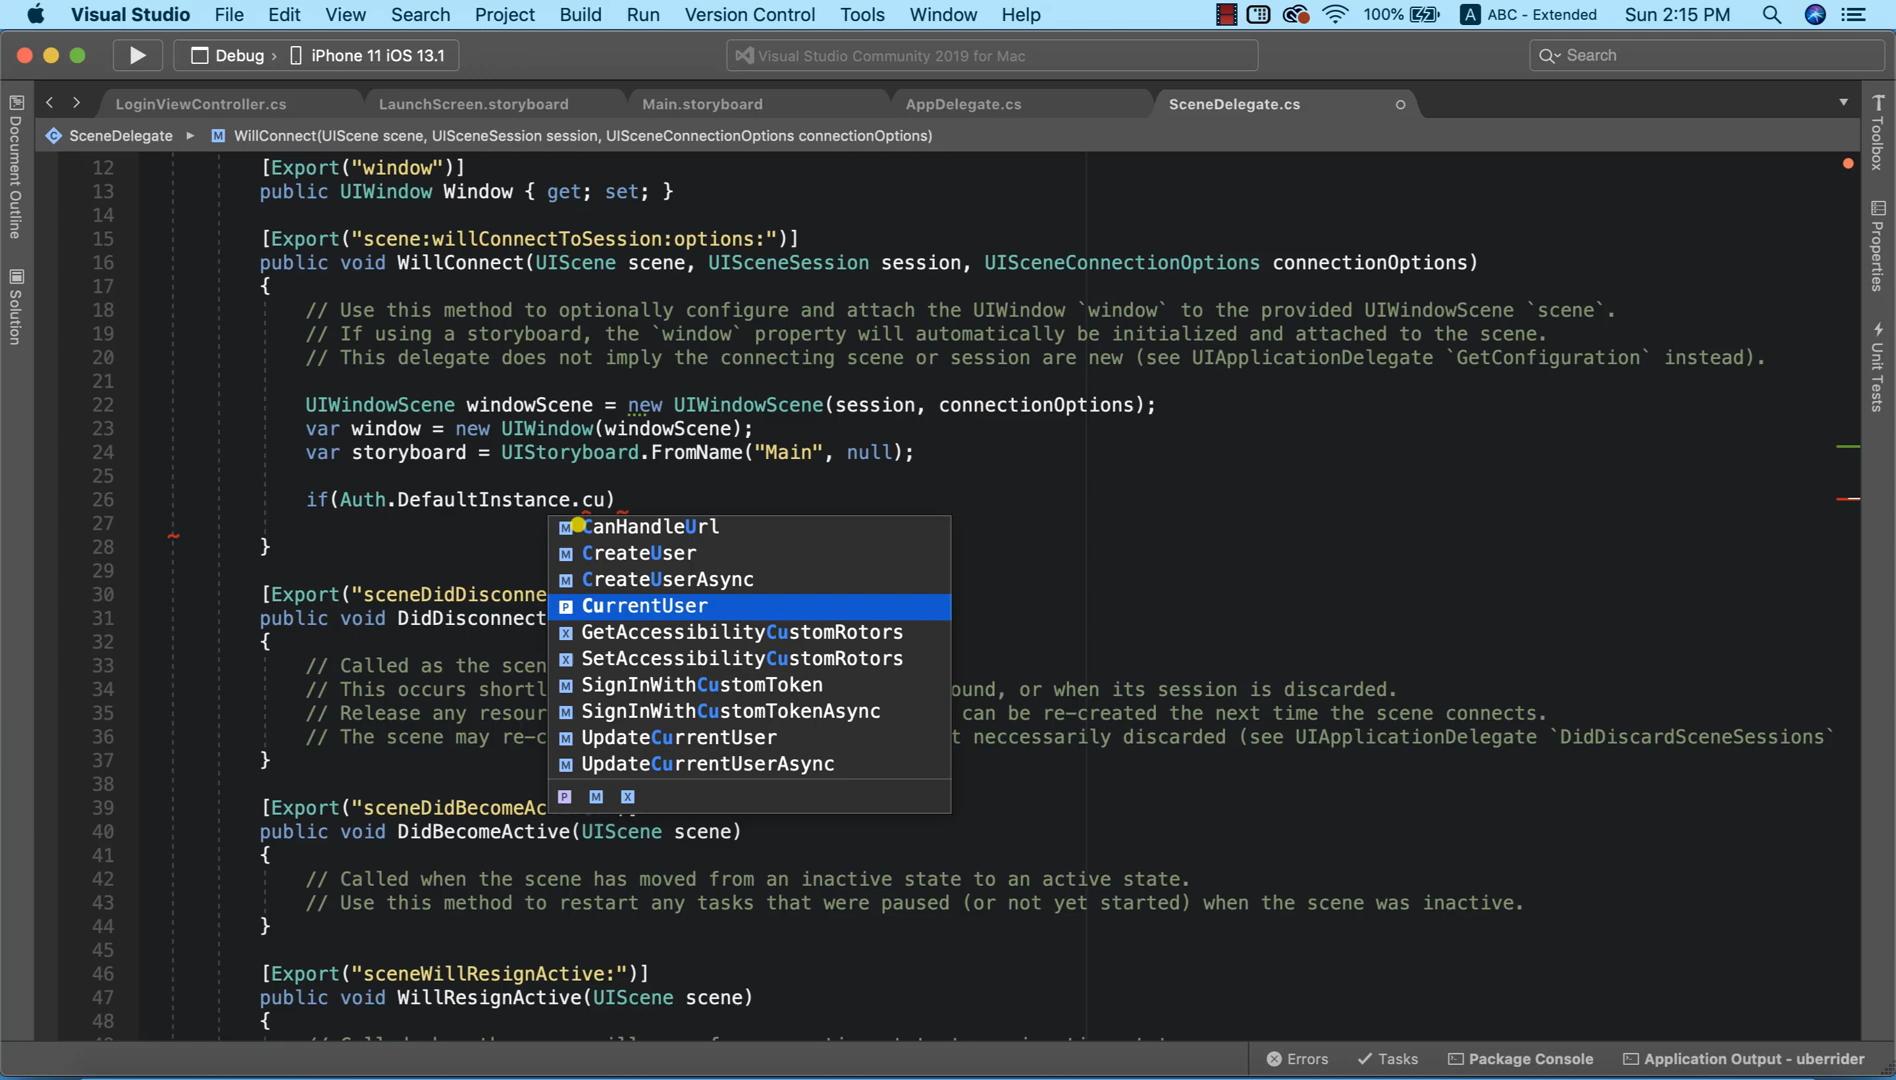 Visual Studio File Edit View Search Project Build Run Version Control Tools Window Help 100% A ABC - Extended Sun 2:15 PM
Debug › iPhone 11 iOS 13.1 Visual Studio Community 2019 for Mac Search
LoginViewController.cs LaunchScreen.storyboard Main.storyboard AppDelegate.cs SceneDelegate.cs
SceneDelegate ▸ M WillConnect(UIScene scene, UISceneSession session, UISceneConnectionOptions connectionOptions)
Document Outline
Solution
12 [Export("window")]
13 public UIWindow Window { get; set; }
14
15 [Export("scene:willConnectToSession:options:")]
16 public void WillConnect(UIScene scene, UISceneSession session, UISceneConnectionOptions connectionOptions)
17 {
18 // Use this method to optionally configure and attach the UIWindow `window` to the provided UIWindowScene `scene`.
19 // If using a storyboard, the `window` property will automatically be initialized and attached to the scene.
20 // This delegate does not imply the connecting scene or session are new (see UIApplicationDelegate `GetConfiguration` instead).
21
22 UIWindowScene windowScene = new UIWindowScene(session, connectionOptions);
23 var window = new UIWindow(windowScene);
24 var storyboard = UIStoryboard.FromName("Main", null);
25
26 if(Auth.DefaultInstance.cu)
27
28 }
29
30 [Export("sceneDidDisconne
31 public void DidDisconnect
32 {
33 // Called as the scen
34 // This occurs shortl ound, or when its session is discarded.
35 // Release any resour can be re-created the next time the scene connects.
36 // The scene may re-c t neccessarily discarded (see UIApplicationDelegate `DidDiscardSceneSessions`
37 }
38
39 [Export("sceneDidBecomeAc
40 public void DidBecomeActive(UIScene scene)
41 {
42 // Called when the scene has moved from an inactive state to an active state.
43 // Use this method to restart any tasks that were paused (or not yet started) when the scene was inactive.
44 }
45
46 [Export("sceneWillResignActive:")]
47 public void WillResignActive(UIScene scene)
48 {
M CanHandleUrl
M CreateUser
M CreateUserAsync
P CurrentUser
X GetAccessibilityCustomRotors
X SetAccessibilityCustomRotors
M SignInWithCustomToken
M SignInWithCustomTokenAsync
M UpdateCurrentUser
M UpdateCurrentUserAsync
P M X
Toolbox
Properties
Unit Tests
Errors Tasks Package Console Application Output - uberrider